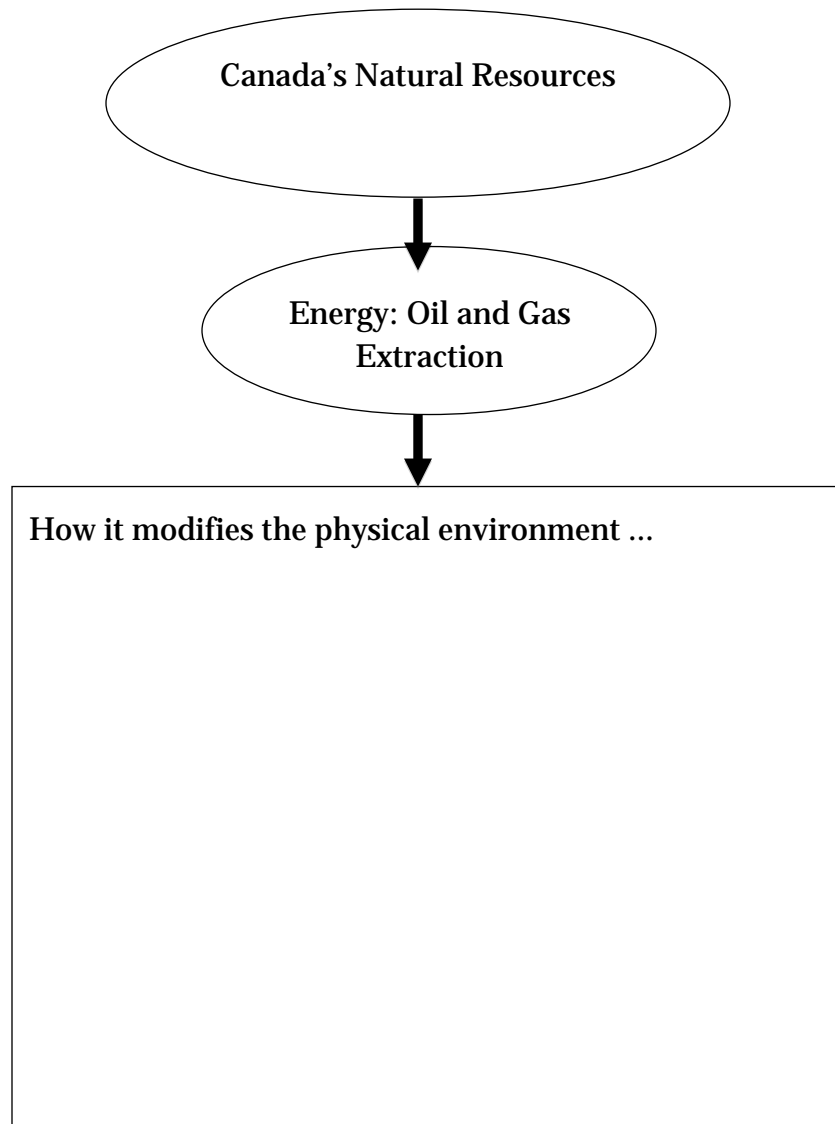 Canada’s Natural Resources
Energy: Oil and Gas
Extraction
How it modifies the physical environment ...